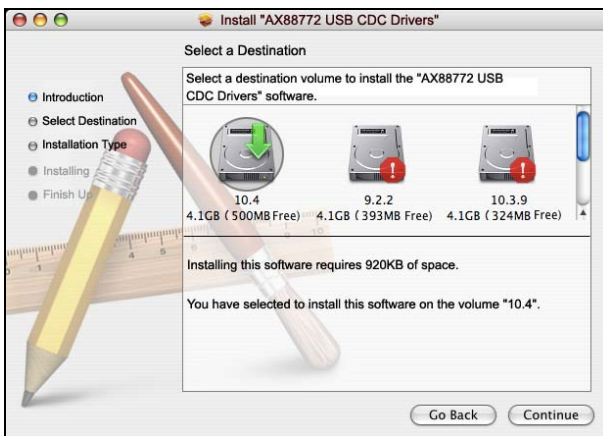 Install "AX88772 USB CDC Drivers"
Select a Destination
Introduction
Select Destination
Installation Type
Installing
Finish Up
Select a destination volume to install the "AX88772 USB
CDC Drivers" software.
10.4
4.1GB (500MB Free)
9.2.2
4.1GB (393MB Free)
10.3.9
4.1GB (324MB Free)
Installing this software requires 920KB of space.
You have selected to install this software on the volume "10.4".
Go Back
Continue